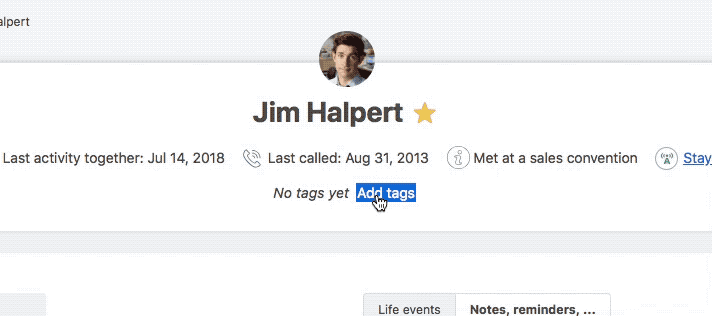 alpert
Jim Halpert
Last activity together: Jul 14, 2018 Last called: Aug 31, 2013 Met at a sales convention Stay
No tags yet Add tags
Life events Notes, reminders, ...